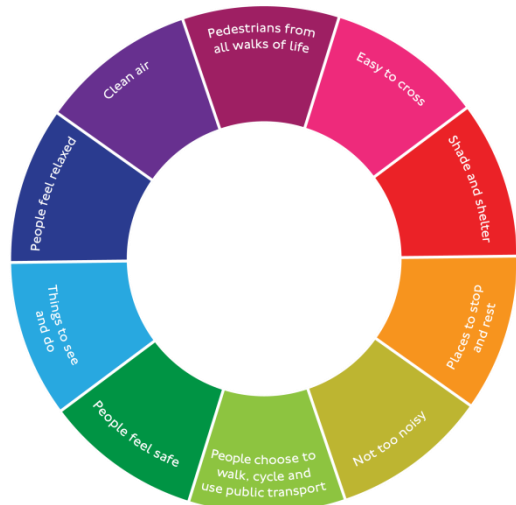 Pedestrians from
all walks of life
Easy to cross
Shade and shelter
Places to stop
and rest
Not too noisy
People choose to
walk, cycle and
use public transport
People feel safe
Things to see
and do
People feel relaxed
Clean air